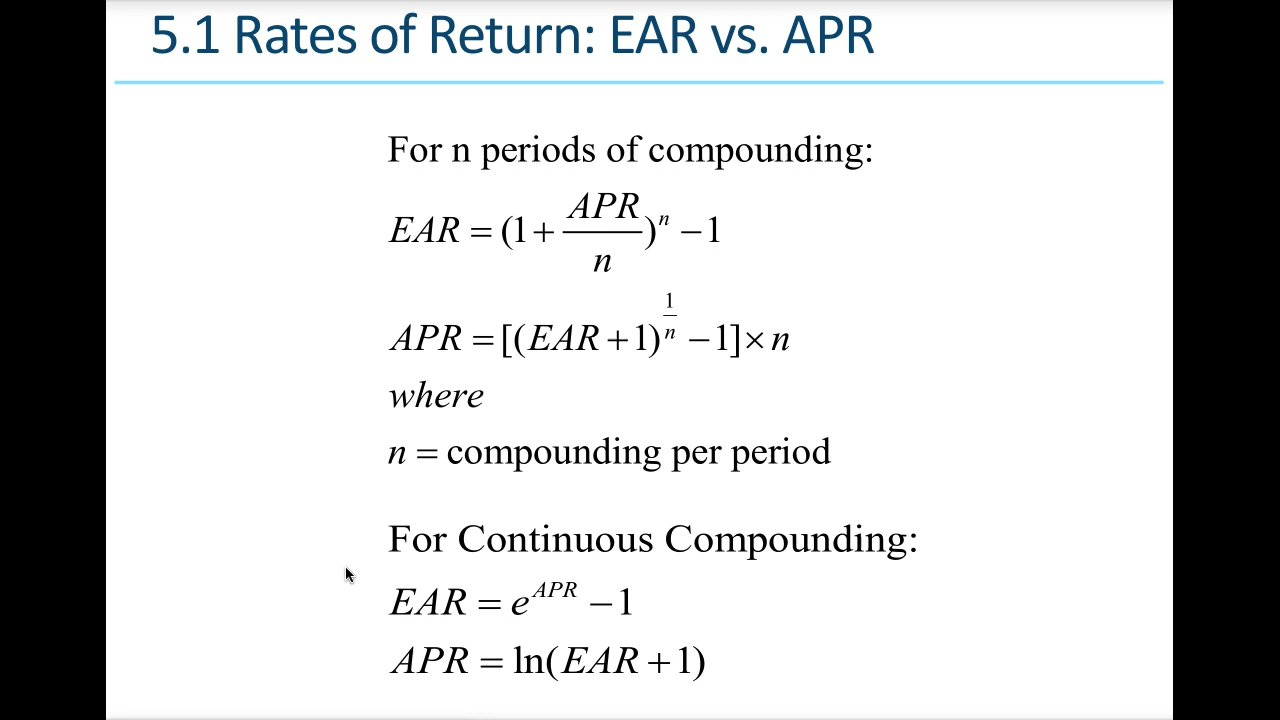 5.1 Rates of Return: EAR vs. APR
For n periods of compounding:
EAR = (1 + APR/n)^n − 1
APR = [(EAR + 1)^(1/n) − 1] × n
where
n = compounding per period
For Continuous Compounding:
EAR = e^APR − 1
APR = ln(EAR + 1)